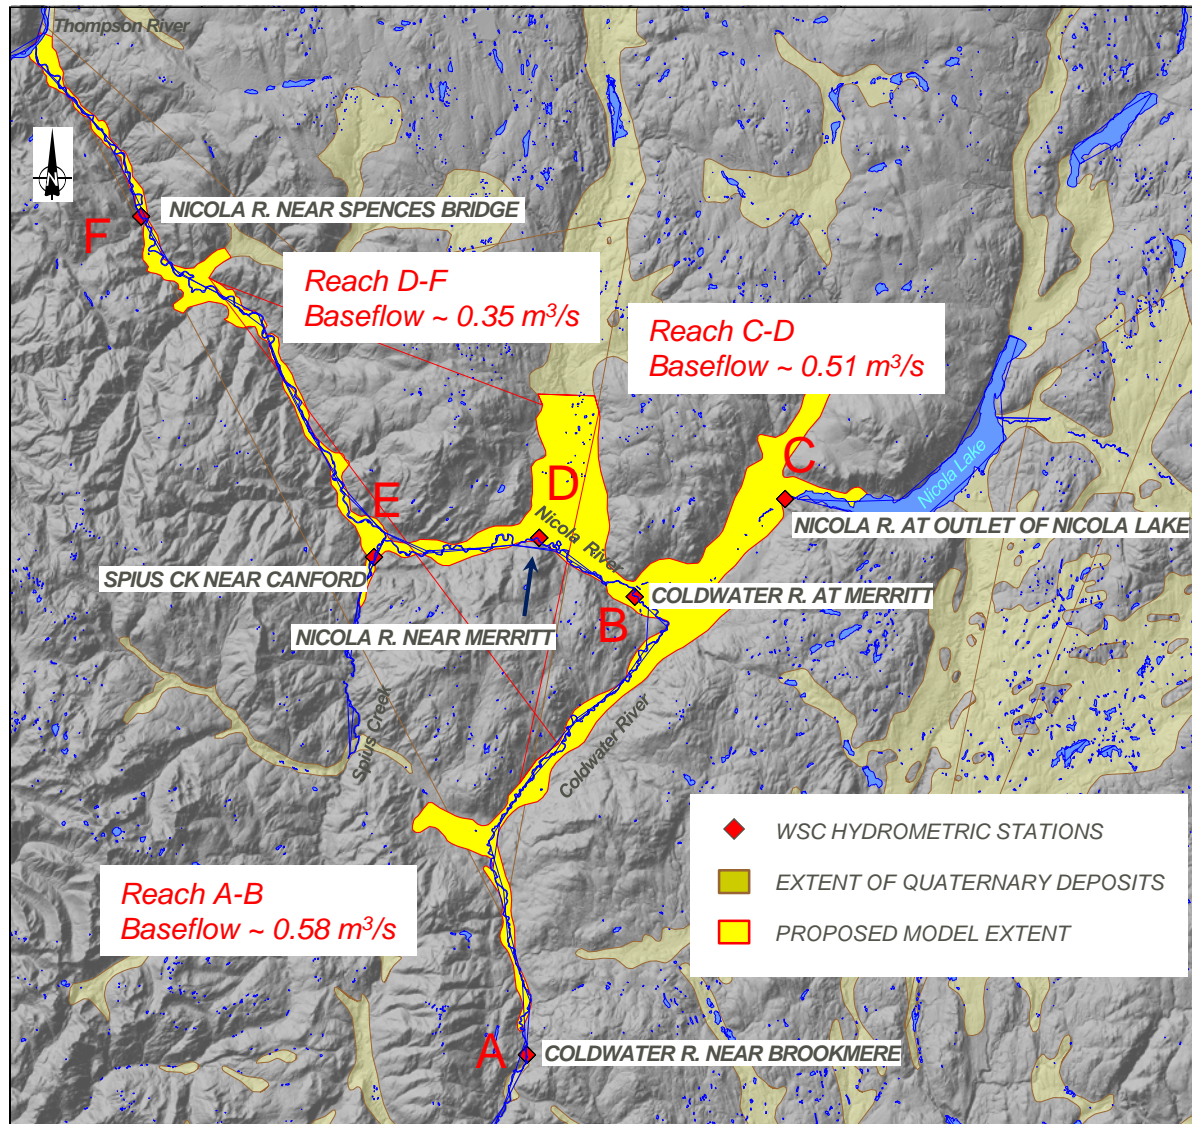 Thompson River
N
NICOLA R. NEAR SPENCES BRIDGE
F
Reach D-F
Baseflow ~ 0.35 m³/s
Reach C-D
Baseflow ~ 0.51 m³/s
C
Nicola Lake
D
E
Nicola River
NICOLA R. AT OUTLET OF NICOLA LAKE
SPIUS CK NEAR CANFORD
COLDWATER R. AT MERRITT
B
NICOLA R. NEAR MERRITT
Spius Creek
Coldwater River
WSC HYDROMETRIC STATIONS
EXTENT OF QUATERNARY DEPOSITS
PROPOSED MODEL EXTENT
Reach A-B
Baseflow ~ 0.58 m³/s
A
COLDWATER R. NEAR BROOKMERE